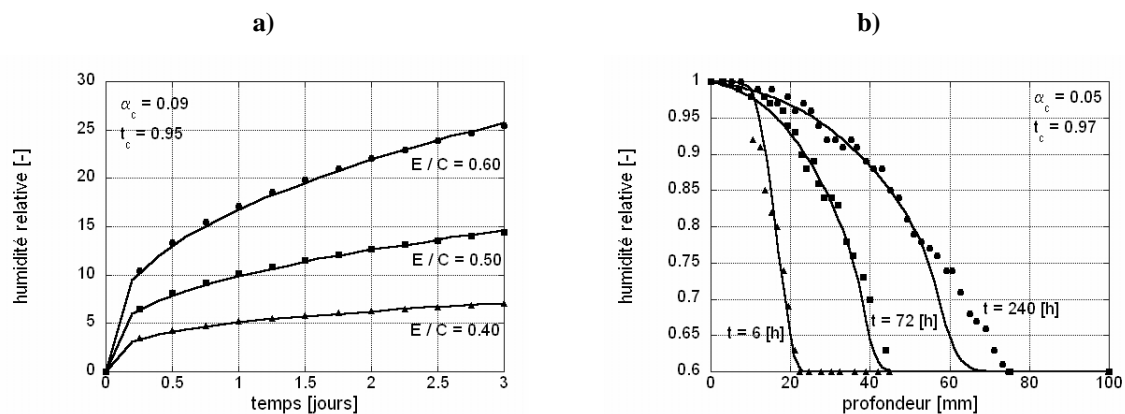 a)
humidité relative [-]
30
25
20
15
10
5
0
α_c = 0.09
t_c = 0.95
E / C = 0.60
E / C = 0.50
E / C = 0.40
0 0.5 1 1.5 2 2.5 3
temps [jours]
b)
humidité relative [-]
1
0.95
0.9
0.85
0.8
0.75
0.7
0.65
0.6
α_c = 0.05
t_c = 0.97
t = 6 [h]
t = 72 [h]
t = 240 [h]
0 20 40 60 80 100
profondeur [mm]